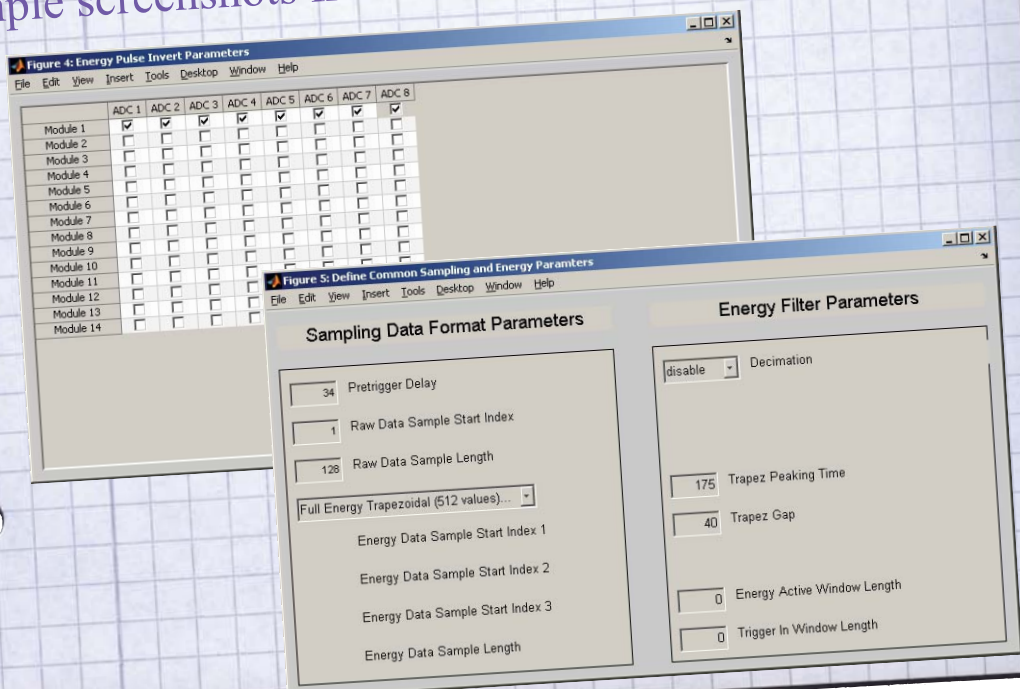 screenshots
Figure 4: Energy Pulse Invert Parameters
File Edit View Insert Tools Desktop Window Help
ADC 1 ADC 2 ADC 3 ADC 4 ADC 5 ADC 6 ADC 7 ADC 8
Module 1
Module 2
Module 3
Module 4
Module 5
Module 6
Module 7
Module 8
Module 9
Module 10
Module 11
Module 12
Module 13
Module 14
Figure 5: Define Common Sampling and Energy Paramters
File Edit View Insert Tools Desktop Window Help
Sampling Data Format Parameters
34 Pretrigger Delay
1 Raw Data Sample Start Index
128 Raw Data Sample Length
Full Energy Trapezoidal (512 values)...
Energy Data Sample Start Index 1
Energy Data Sample Start Index 2
Energy Data Sample Start Index 3
Energy Data Sample Length
Energy Filter Parameters
disable Decimation
175 Trapez Peaking Time
40 Trapez Gap
0 Energy Active Window Length
0 Trigger In Window Length